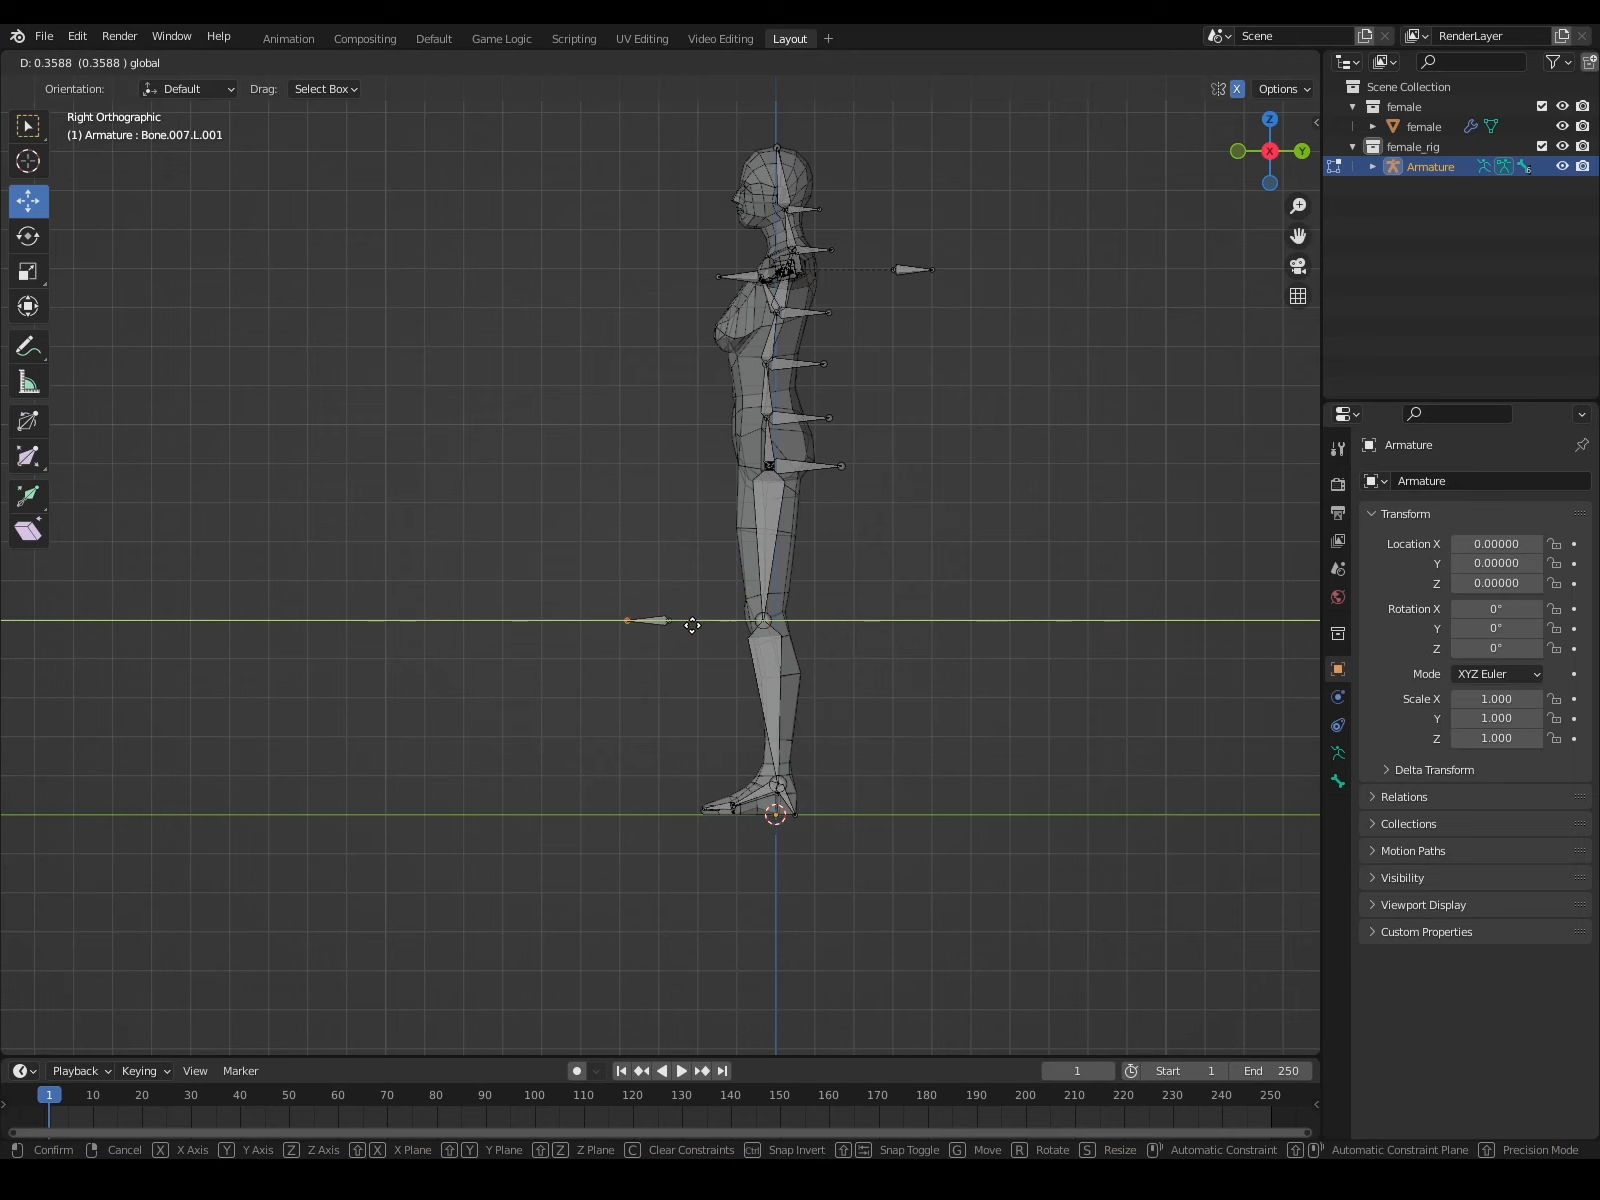 File Edit Render Window Help
Animation Compositing Default Game Logic Scripting UV Editing Video Editing Layout +
Scene
RenderLayer
D: 0.3588 (0.3588 ) global
Orientation: Default Drag: Select Box
X Options
Right Orthographic
(1) Armature : Bone.007.L.001
Z
X
Y
Scene Collection
female
female
female_rig
Armature
Armature
Armature
Transform
Location X 0.00000
Y 0.00000
Z 0.00000
Rotation X 0°
Y 0°
Z 0°
Mode XYZ Euler
Scale X 1.000
Y 1.000
Z 1.000
Delta Transform
Relations
Collections
Motion Paths
Visibility
Viewport Display
Custom Properties
Playback Keying View Marker
1 Start 1 End 250
1 10 20 30 40 50 60 70 80 90 100 110 120 130 140 150 160 170 180 190 200 210 220 230 240 250
Confirm Cancel X X Axis Y Y Axis Z Z Axis X X Plane Y Y Plane Z Z Plane C Clear Constraints Ctrl Snap Invert Snap Toggle G Move R Rotate S Resize Automatic Constraint Automatic Constraint Plane Precision Mode